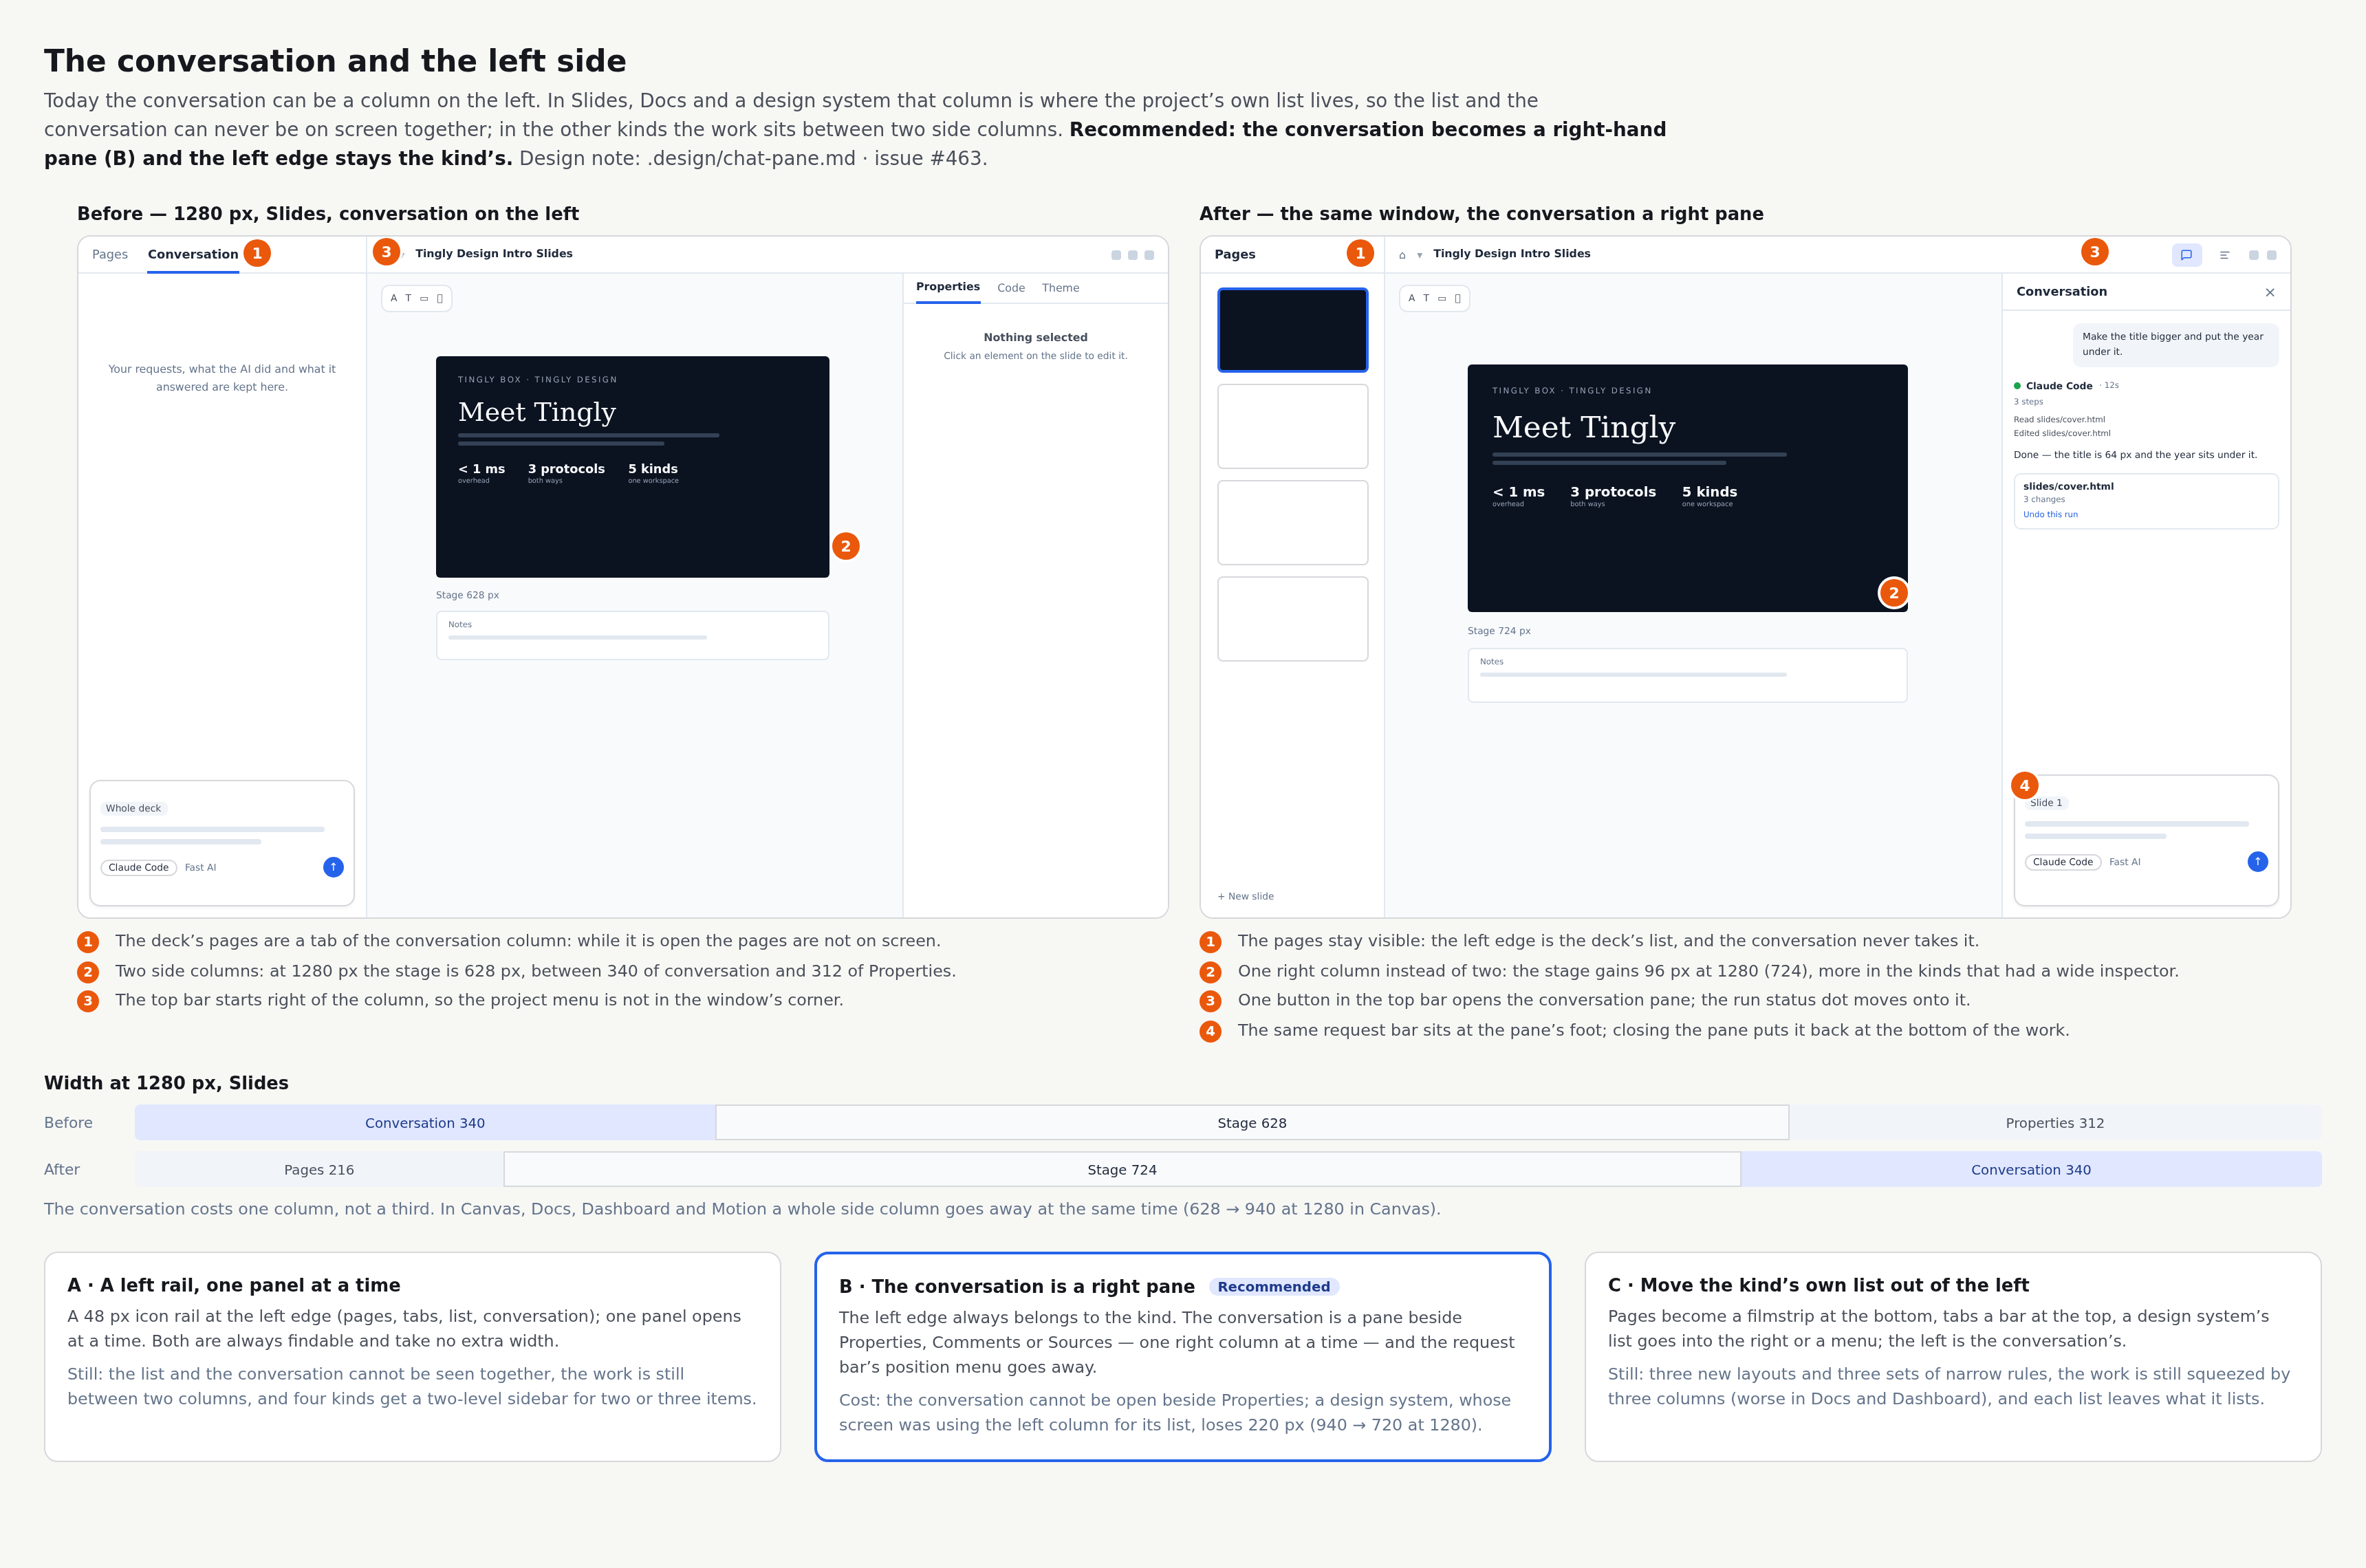 The conversation and the left side
Today the conversation can be a column on the left. In Slides, Docs and a design system that column is where the project’s own list lives, so the list and the
conversation can never be on screen together; in the other kinds the work sits between two side columns. Recommended: the conversation becomes a right-hand
pane (B) and the left edge stays the kind’s. Design note: .design/chat-pane.md · issue #463.
Before — 1280 px, Slides, conversation on the left
Pages Conversation 1
3 Tingly Design Intro Slides
A T
Properties Code Theme
Nothing selected
Click an element on the slide to edit it.
Your requests, what the AI did and what it
answered are kept here.
TINGLY BOX · TINGLY DESIGN
Meet Tingly
< 1 ms 3 protocols 5 kinds
overhead both ways one workspace
2
Stage 628 px
Notes
Whole deck
Claude Code Fast AI ↑
1 The deck’s pages are a tab of the conversation column: while it is open the pages are not on screen.
2 Two side columns: at 1280 px the stage is 628 px, between 340 of conversation and 312 of Properties.
3 The top bar starts right of the column, so the project menu is not in the window’s corner.
After — the same window, the conversation a right pane
Pages 1
⌂ ▾ Tingly Design Intro Slides 3
A T
Conversation ✕
Make the title bigger and put the year
under it.
Claude Code · 12s
3 steps
Read slides/cover.html
Edited slides/cover.html
Done — the title is 64 px and the year sits under it.
slides/cover.html
3 changes
Undo this run
TINGLY BOX · TINGLY DESIGN
Meet Tingly
< 1 ms 3 protocols 5 kinds
overhead both ways one workspace
2
Stage 724 px
Notes
4
Slide 1
Claude Code Fast AI ↑
+ New slide
1 The pages stay visible: the left edge is the deck’s list, and the conversation never takes it.
2 One right column instead of two: the stage gains 96 px at 1280 (724), more in the kinds that had a wide inspector.
3 One button in the top bar opens the conversation pane; the run status dot moves onto it.
4 The same request bar sits at the pane’s foot; closing the pane puts it back at the bottom of the work.
Width at 1280 px, Slides
Before Conversation 340 Stage 628 Properties 312
After Pages 216 Stage 724 Conversation 340
The conversation costs one column, not a third. In Canvas, Docs, Dashboard and Motion a whole side column goes away at the same time (628 → 940 at 1280 in Canvas).
A · A left rail, one panel at a time
A 48 px icon rail at the left edge (pages, tabs, list, conversation); one panel opens
at a time. Both are always findable and take no extra width.
Still: the list and the conversation cannot be seen together, the work is still
between two columns, and four kinds get a two-level sidebar for two or three items.
B · The conversation is a right pane Recommended
The left edge always belongs to the kind. The conversation is a pane beside
Properties, Comments or Sources — one right column at a time — and the request
bar’s position menu goes away.
Cost: the conversation cannot be open beside Properties; a design system, whose
screen was using the left column for its list, loses 220 px (940 → 720 at 1280).
C · Move the kind’s own list out of the left
Pages become a filmstrip at the bottom, tabs a bar at the top, a design system’s
list goes into the right or a menu; the left is the conversation’s.
Still: three new layouts and three sets of narrow rules, the work is still squeezed by
three columns (worse in Docs and Dashboard), and each list leaves what it lists.